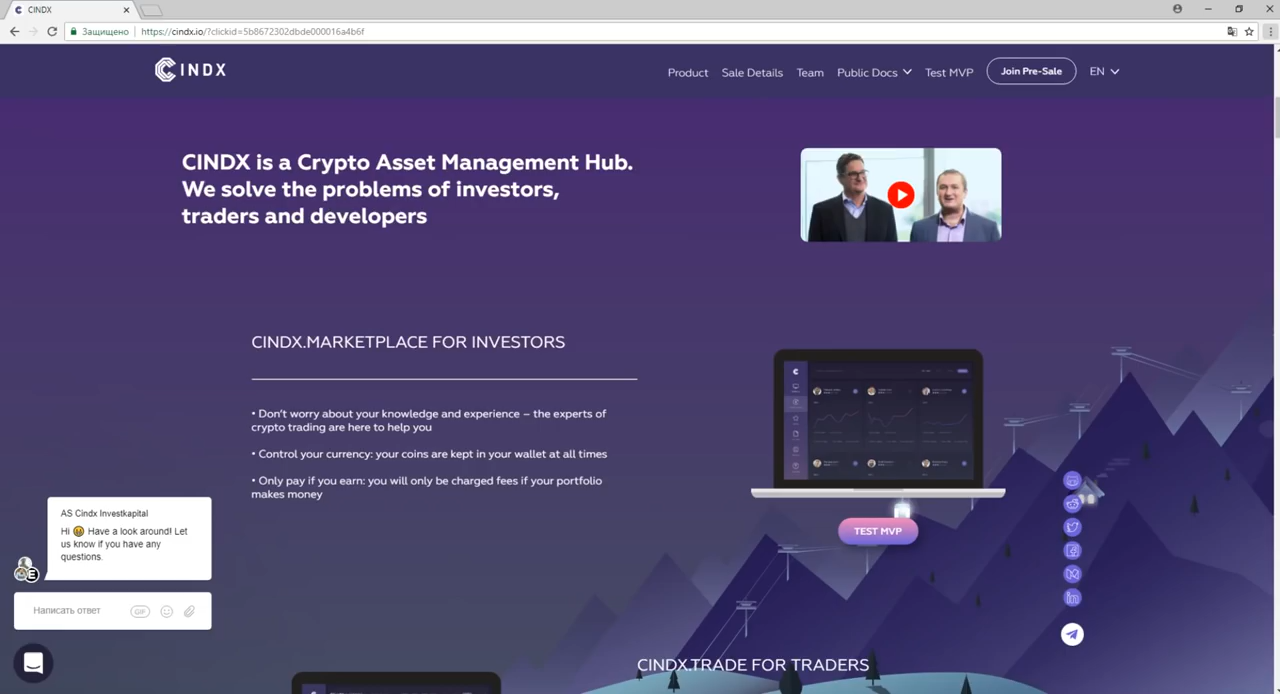 CINDX
Защищено
https://cindx.io/?clickid=5b8672302dbde000016a4b6f
CINDX
Product
Sale Details
Team
Public Docs
Test MVP
Join Pre-Sale
EN
CINDX is a Crypto Asset Management Hub.
We solve the problems of investors,
traders and developers
CINDX.MARKETPLACE FOR INVESTORS
• Don't worry about your knowledge and experience – the experts of
crypto trading are here to help you
• Control your currency: your coins are kept in your wallet at all times
• Only pay if you earn: you will only be charged fees if your portfolio
makes money
TEST MVP
AS Cindx Investkapital
Hi 😀 Have a look around! Let
us know if you have any
questions.
E
Написать ответ
GIF
CINDX.TRADE FOR TRADERS